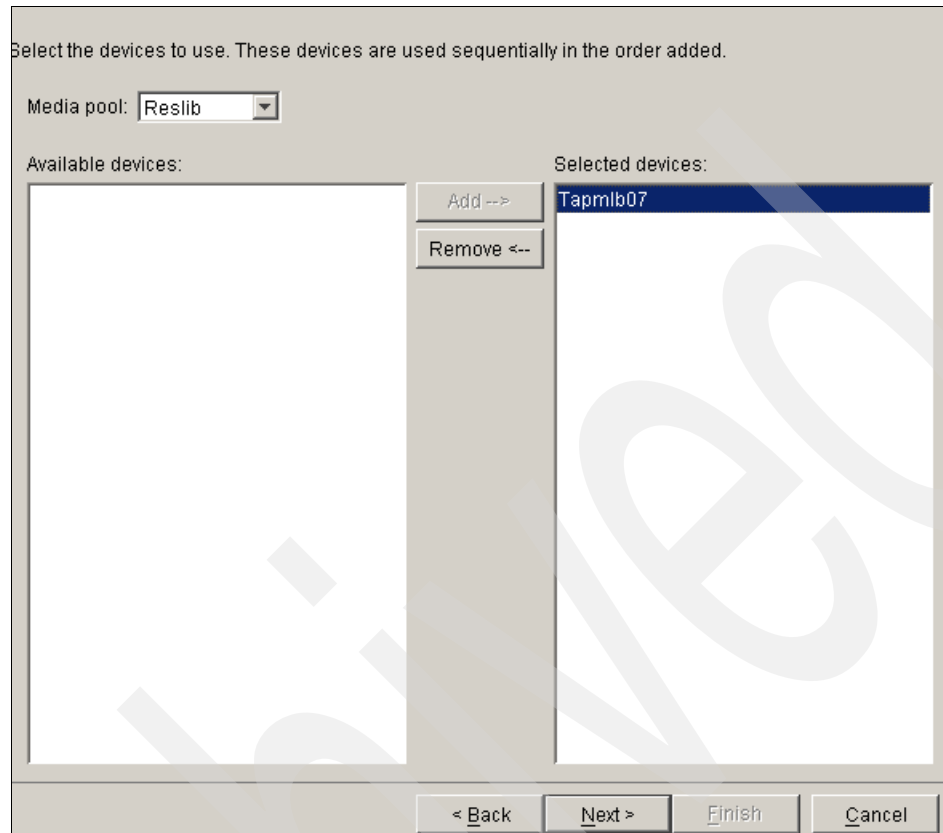 Select the devices to use. These devices are used sequentially in the order added.
Media pool: Reslib
Available devices:
Selected devices:
Add -->
Tapmlb07
Remove <--
< Back
Next >
Finish
Cancel
hived